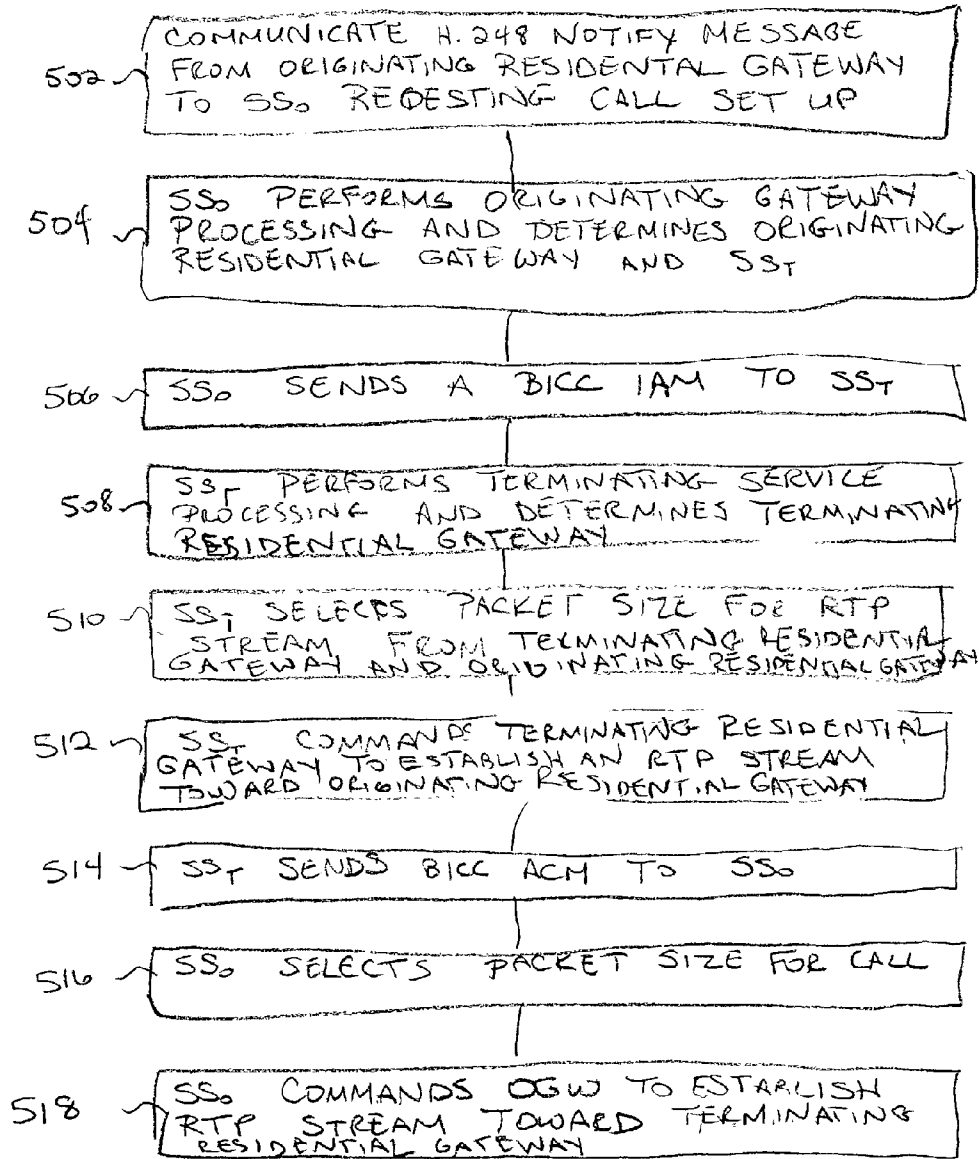 502 COMMUNICATE H.248 NOTIFY MESSAGE
FROM ORIGINATING RESIDENTAL GATEWAY
TO SSo REQESTING CALL SET UP
504 SSo PERFORMS ORIGINATING GATEWAY
PROCESSING AND DETERMINES ORIGINATING
RESIDENTIAL GATEWAY AND SST
506 SSo SENDS A BICC IAM TO SST
508 SST PERFORMS TERMINATING SERVICE
PROCESSING AND DETERMINES TERMINATING
RESIDENTIAL GATEWAY
510 SST SELECTS PACKET SIZE FOR RTP
STREAM FROM TERMINATING RESIDENTIAL
GATEWAY AND ORIGINATING RESIDENTIAL GATEWAY
512 SST COMMANDS TERMINATING RESIDENTIAL
GATEWAY TO ESTABLISH AN RTP STREAM
TOWARD ORIGINATING RESIDENTIAL GATEWAY
514 SST SENDS BICC ACM TO SSo
516 SSo SELECTS PACKET SIZE FOR CALL
518 SSo COMMANDS OGW TO ESTABLISH
RTP STREAM TOWARD TERMINATING
RESIDENTIAL GATEWAY